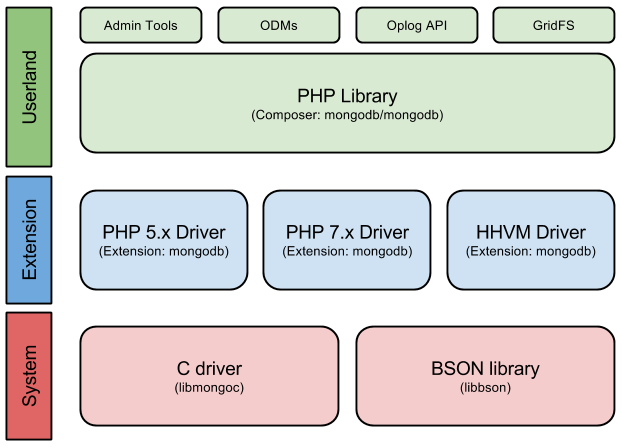 Userland
Admin Tools
ODMs
Oplog API
GridFS
PHP Library
(Composer: mongodb/mongodb)
Extension
PHP 5.x Driver
(Extension: mongodb)
PHP 7.x Driver
(Extension: mongodb)
HHVM Driver
(Extension: mongodb)
System
C driver
(libmongoc)
BSON library
(libbson)